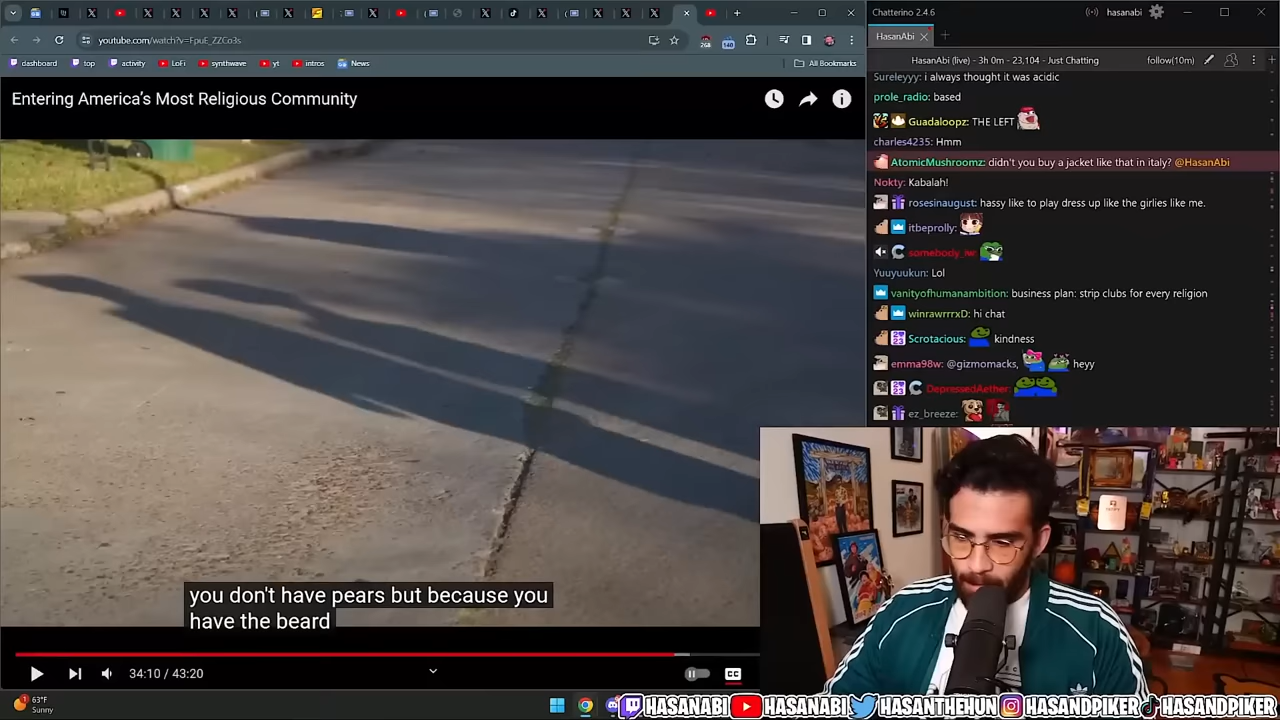 youtube.com/watch?v=FpuE_ZZCo3s
dashboard
top
activity
LoFi
synthwave
yt
intros
News
All Bookmarks
Entering America's Most Religious Community
you don't have pears but because you
have the beard
34:10 / 43:20
CC
63°F
Sunny
Chatterino 2.4.6
hasanabi
HasanAbi
HasanAbi (live) - 3h 0m - 23,104 - Just Chatting
follow(10m)
Sureleyyy: i always thought it was acidic
prole_radio: based
Guadaloopz: THE LEFT
charles4235: Hmm
AtomicMushroomz: didn't you buy a jacket like that in italy? @HasanAbi
Nokty: Kabalah!
rosesinaugust: hassy like to play dress up like the girlies like me.
itbeprolly:
somebody_iw:
Yuuyuukun: Lol
vanityofhumanambition: business plan: strip clubs for every religion
winrawrrrxD: hi chat
Scrotacious: kindness
emma98w: @gizmomacks, heyy
DepressedAether:
ez_breeze:
HASANABI HASANABI HASANTHEHUN HASANDPIKER HASANDPIKER